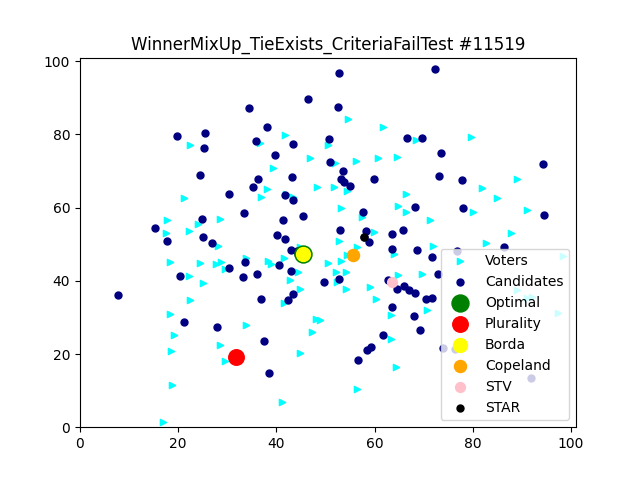 WinnerMixUp_TieExists_CriteriaFailTest #11519
100
80
60
40
20
0
0
20
40
60
80
100
Voters
Candidates
Optimal
Plurality
Borda
Copeland
STV
STAR